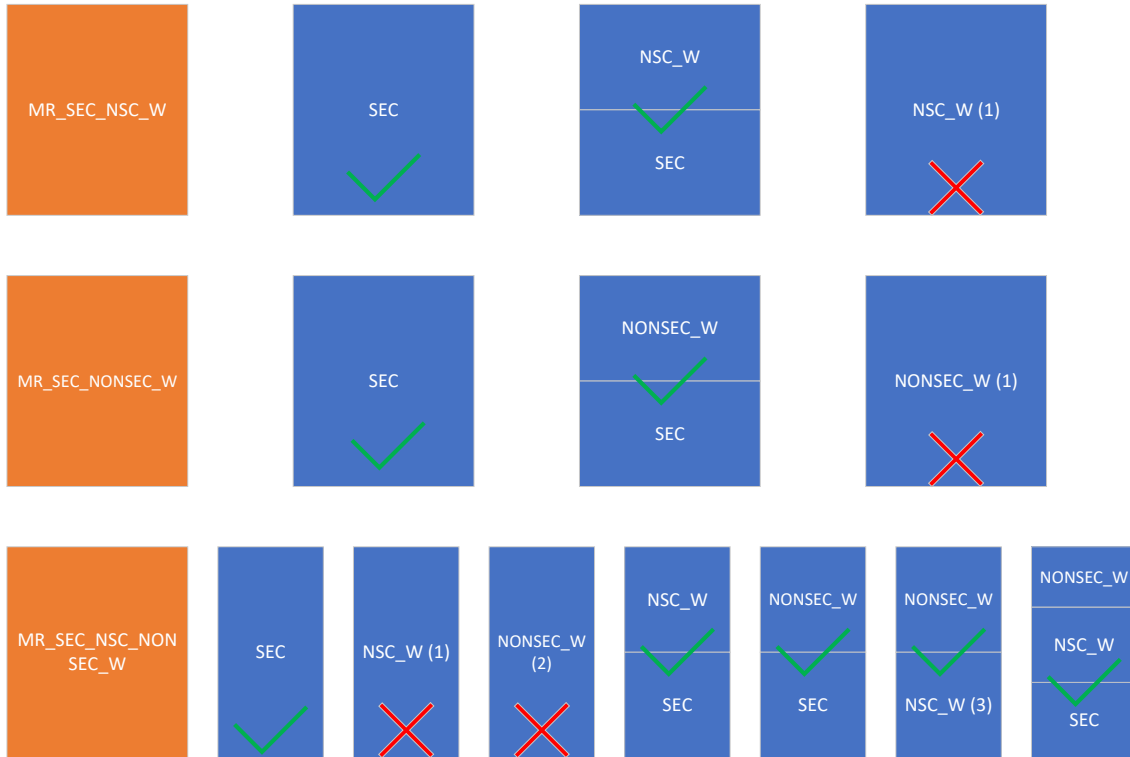 MR_SEC_NSC_W
SEC
NSC_W
SEC
NSC_W (1)
MR_SEC_NONSEC_W
SEC
NONSEC_W
SEC
NONSEC_W (1)
MR_SEC_NSC_NON
SEC_W
SEC
NSC_W (1)
NONSEC_W
(2)
NSC_W
SEC
NONSEC_W
SEC
NONSEC_W
NSC_W (3)
NONSEC_W
NSC_W
SEC